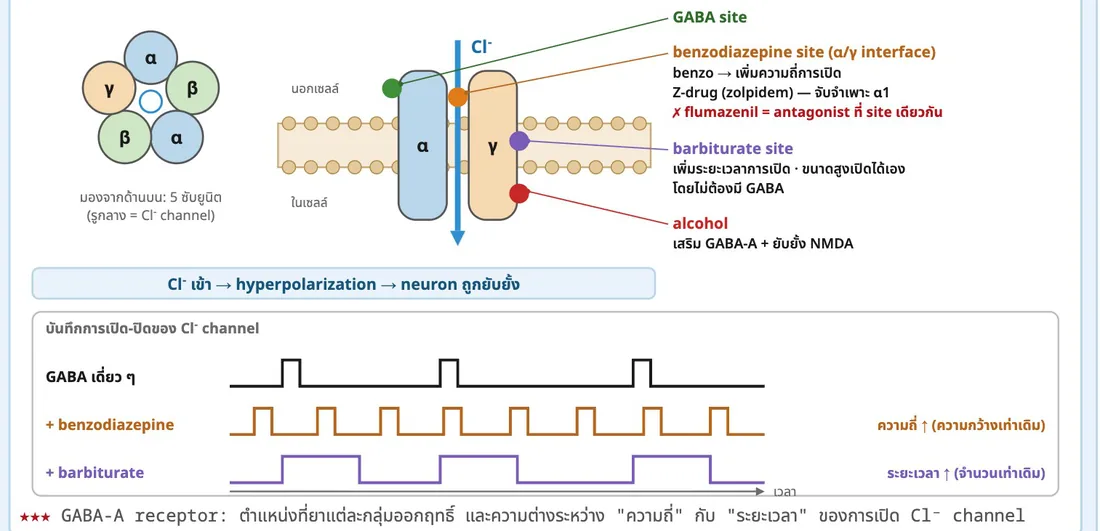 GABA site
Cl⁻
benzodiazepine site (α/γ interface)
benzo → เพิ่มความถี่การเปิด
Z-drug (zolpidem) — จับจำเพาะ α1
✗ flumazenil = antagonist ที่ site เดียวกัน
barbiturate site
เพิ่มระยะเวลาการเปิด · ขนาดสูงเปิดได้เอง
โดยไม่ต้องมี GABA
alcohol
เสริม GABA-A + ยับยั้ง NMDA
α
γ
β
β
α
มองจากด้านบน: 5 ซับยูนิต
(รูกลาง = Cl⁻ channel)
นอกเซลล์
α
γ
ในเซลล์
Cl⁻ เข้า → hyperpolarization → neuron ถูกยับยั้ง
บันทึกการเปิด-ปิดของ Cl⁻ channel
GABA เดี่ยว ๆ
+ benzodiazepine
ความถี่ ↑ (ความกว้างเท่าเดิม)
+ barbiturate
ระยะเวลา ↑ (จำนวนเท่าเดิม)
เวลา
★★★ GABA-A receptor: ตำแหน่งที่ยาแต่ละกลุ่มออกฤทธิ์ และความต่างระหว่าง "ความถี่" กับ "ระยะเวลา" ของการเปิด Cl⁻ channel